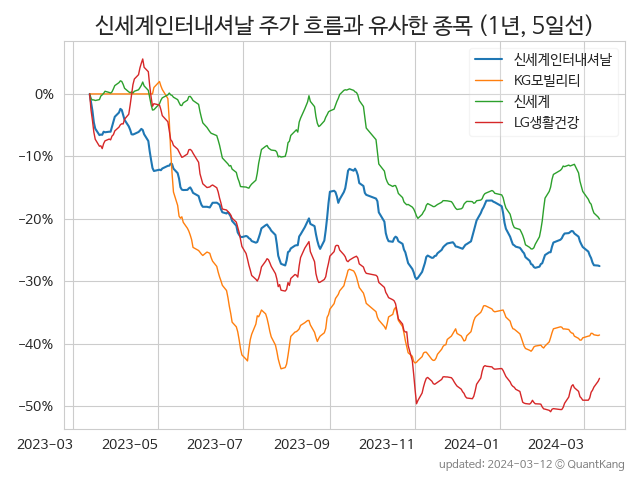 신세계인터내셔날 주가 흐름과 유사한 종목 (1년, 5일선)
신세계인터내셔날
KG모빌리티
신세계
LG생활건강
0%
−10%
−20%
−30%
−40%
−50%
2023-03 2023-05 2023-07 2023-09 2023-11 2024-01 2024-03
updated: 2024-03-12 © QuantKang